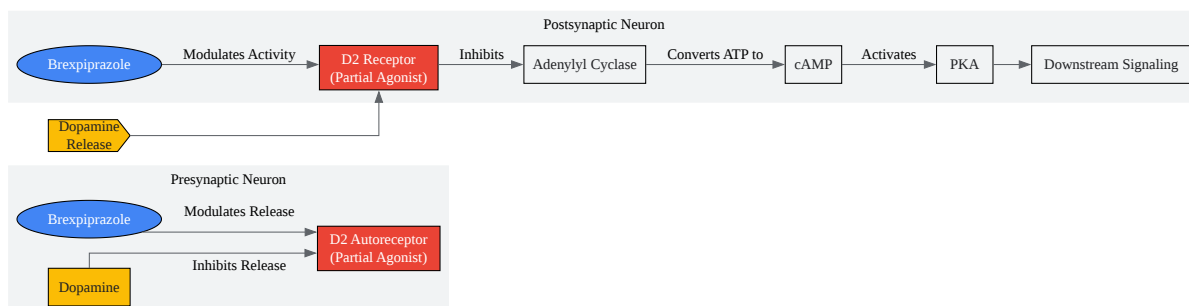 Postsynaptic Neuron
Brexpiprazole
Modulates Activity
D2 Receptor
(Partial Agonist)
Inhibits
Adenylyl Cyclase
Converts ATP to
cAMP
Activates
PKA
Downstream Signaling
Dopamine
Release
Presynaptic Neuron
Brexpiprazole
Modulates Release
D2 Autoreceptor
(Partial Agonist)
Inhibits Release
Dopamine